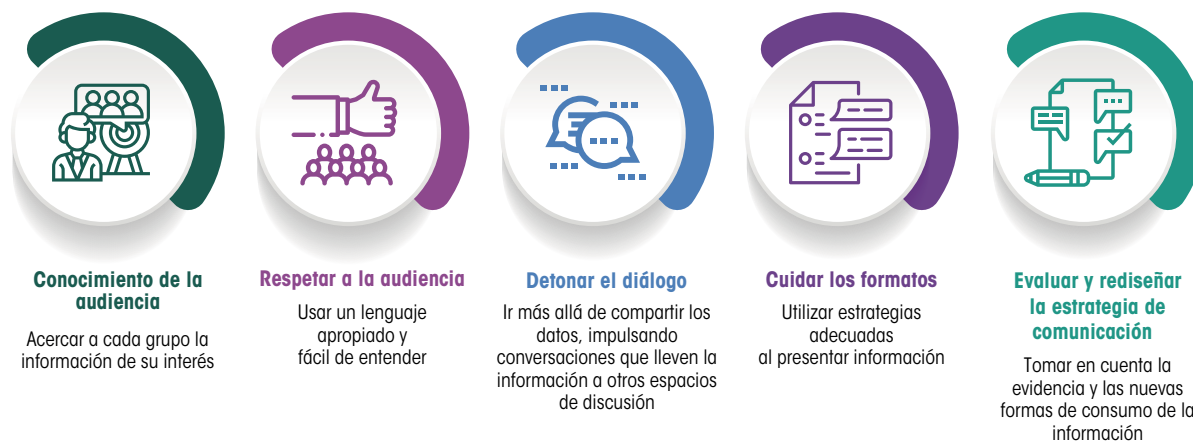 Conocimiento de la
audiencia
Acercar a cada grupo la
información de su interés
Respetar a la audiencia
Usar un lenguaje
apropiado y
fácil de entender
Detonar el diálogo
Ir más allá de compartir los
datos, impulsando
conversaciones que lleven la
información a otros espacios
de discusión
Cuidar los formatos
Utilizar estrategias
adecuadas
al presentar información
Evaluar y rediseñar
la estrategia de
comunicación
Tomar en cuenta la
evidencia y las nuevas
formas de consumo de la
información